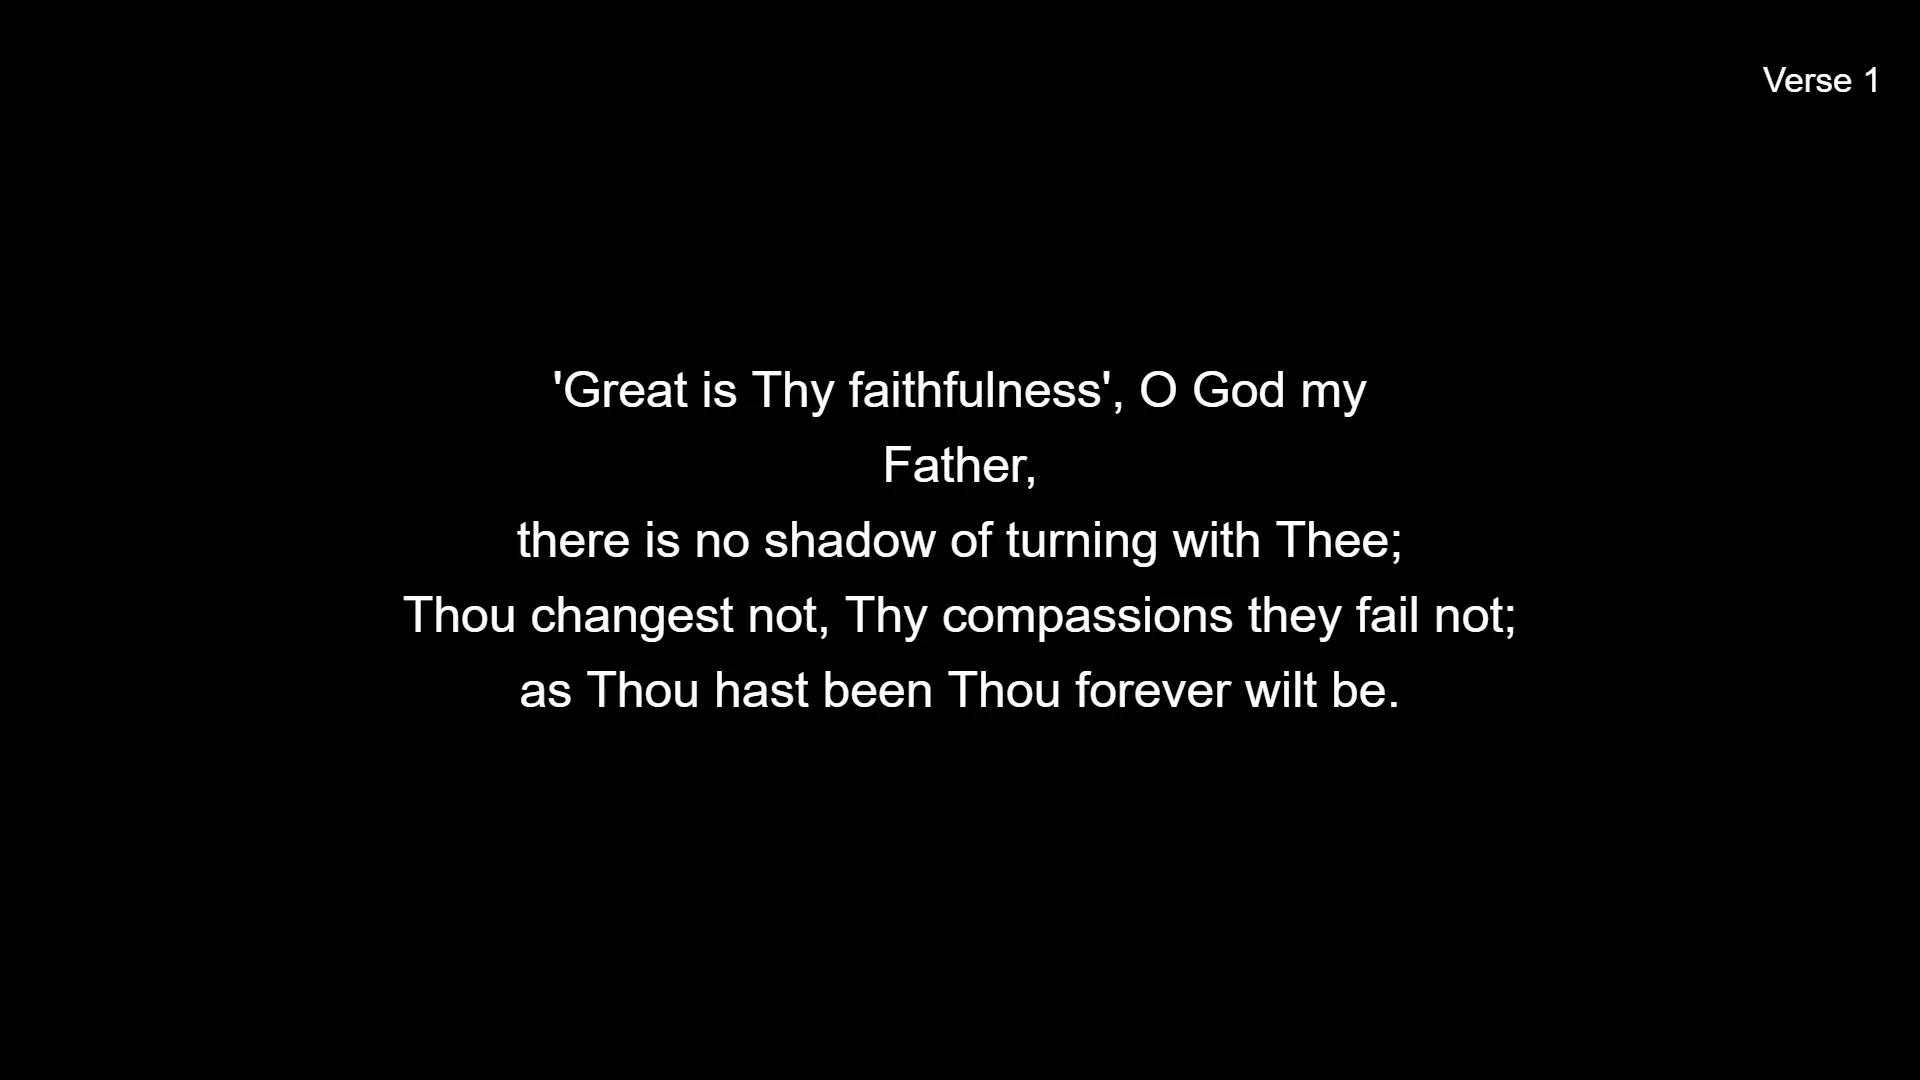 Verse 1
'Great is Thy faithfulness', O God my
Father,
there is no shadow of turning with Thee;
Thou changest not, Thy compassions they fail not;
as Thou hast been Thou forever wilt be.